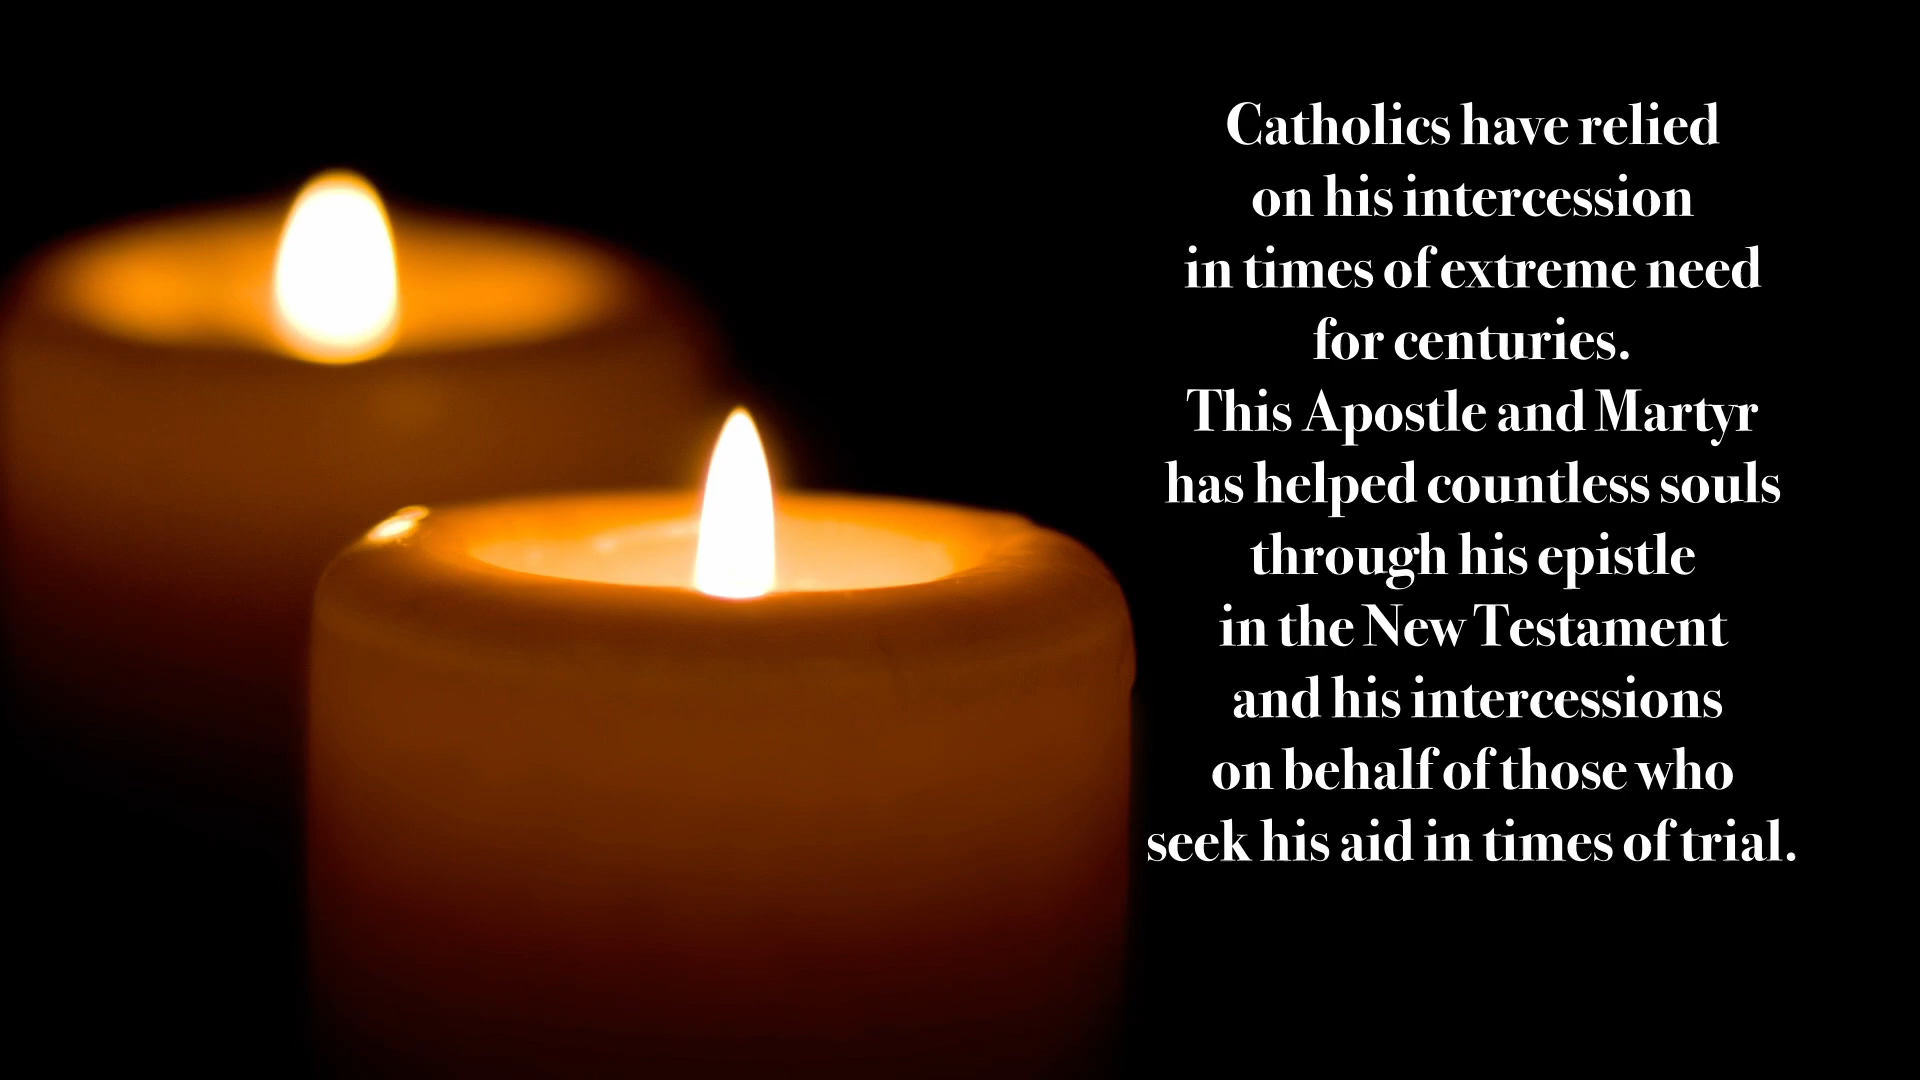 Catholics have relied
on his intercession
in times of extreme need
for centuries.
This Apostle and Martyr
has helped countless souls
through his epistle
in the New Testament
and his intercessions
on behalf of those who
seek his aid in times of trial.